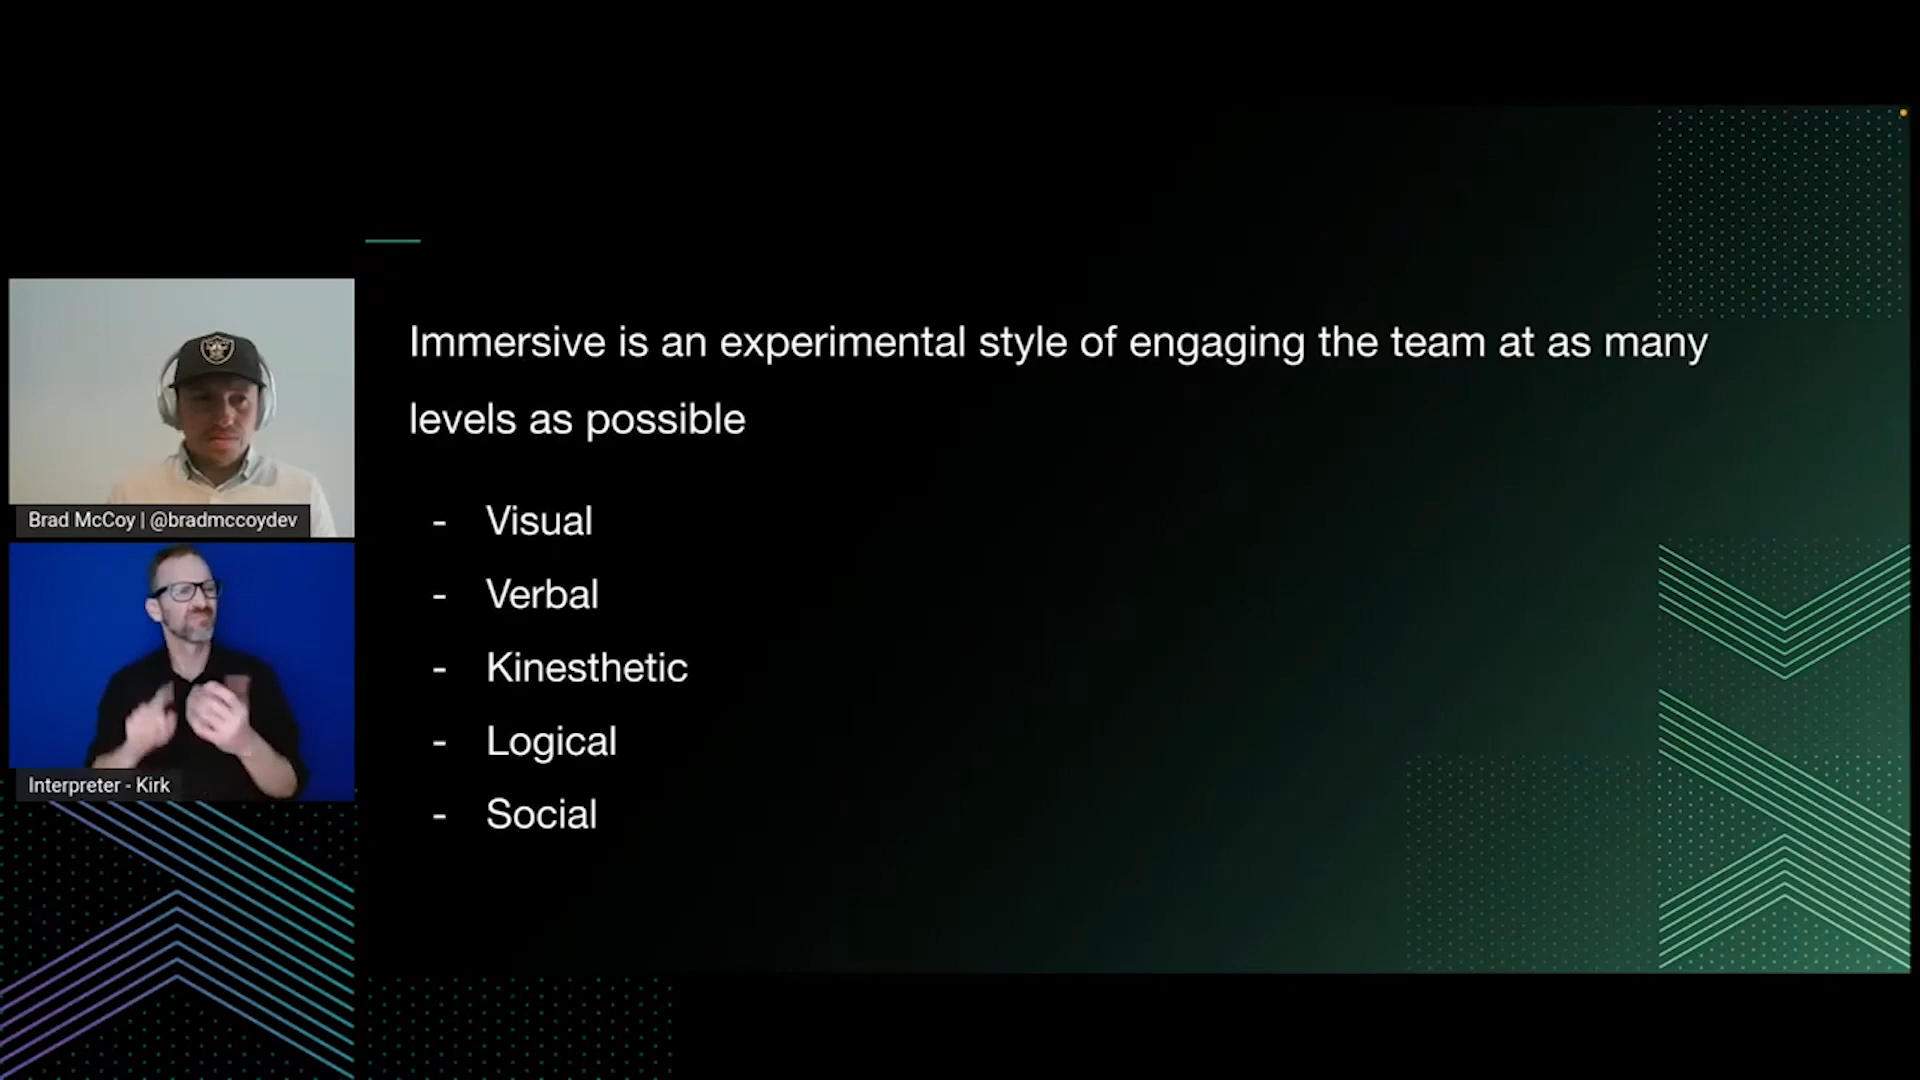 Immersive is an experimental style of engaging the team at as many
levels as possible
- Visual
- Verbal
- Kinesthetic
- Logical
- Social
Brad McCoy | @bradmccoydev
Interpreter - Kirk